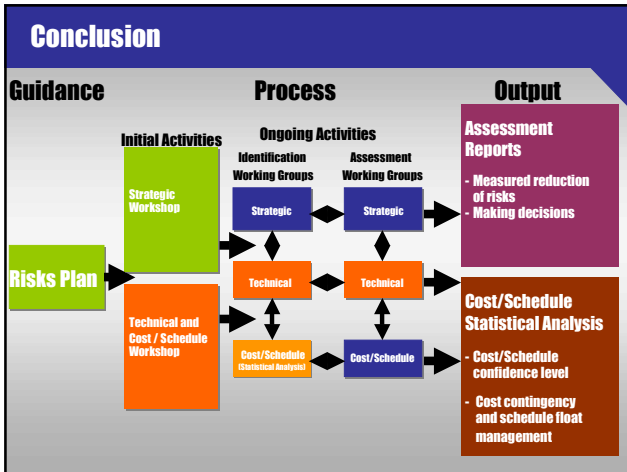 Conclusion
Guidance
Process
Output
Initial Activities
Ongoing Activities
Identification
Working Groups
Assessment
Working Groups
Risks Plan
Strategic
Workshop
Technical and
Cost / Schedule
Workshop
Strategic
Strategic
Technical
Technical
Cost/Schedule
(Statistical Analysis)
Cost/Schedule
Assessment
Reports
- Measured reduction
of risks
- Making decisions
Cost/Schedule
Statistical Analysis
- Cost/Schedule
confidence level
- Cost contingency
and schedule float
management